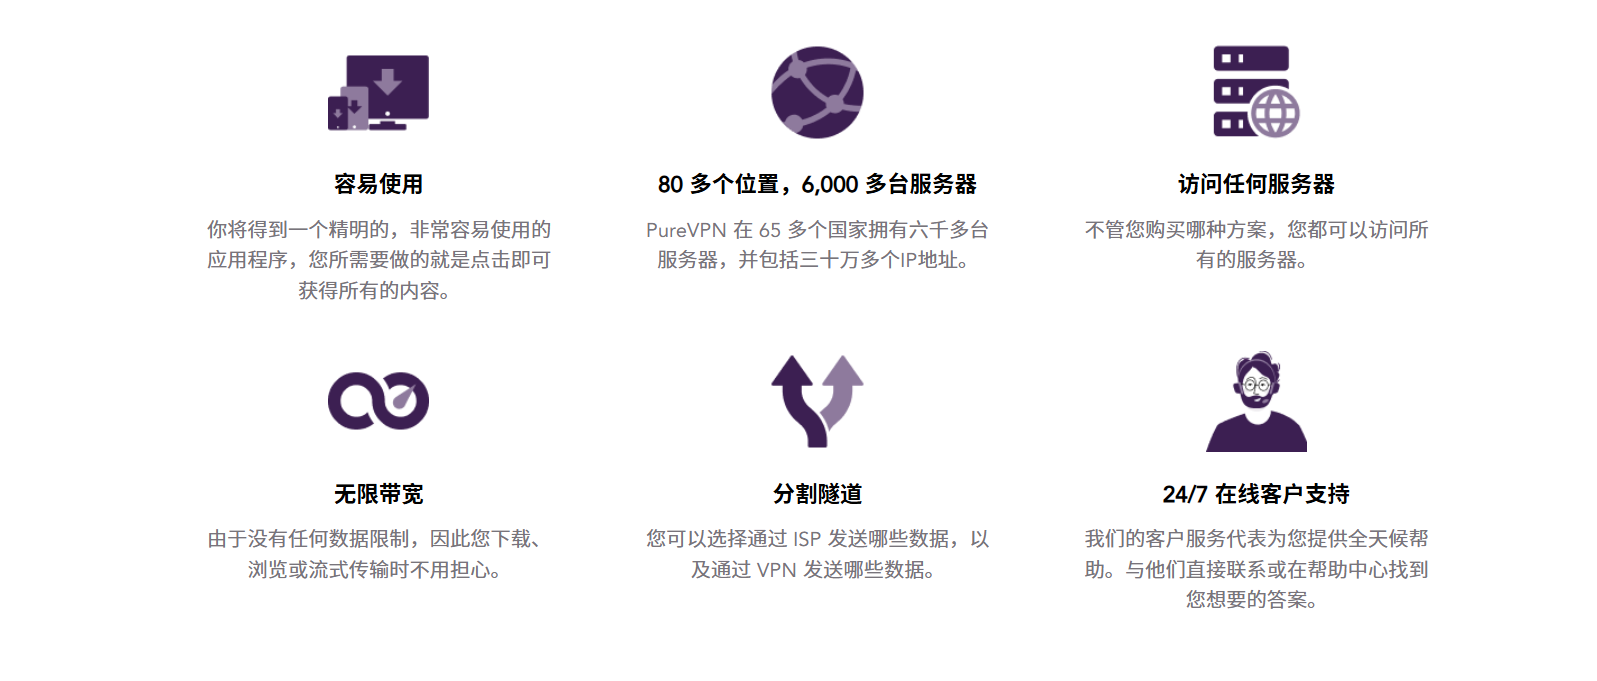 容易使用
你将得到一个精明的，非常容易使用的
应用程序，您所需要做的就是点击即可
获得所有的内容。
80 多个位置，6,000 多台服务器
PureVPN 在 65 多个国家拥有六千多台
服务器，并包括三十万多个IP地址。
访问任何服务器
不管您购买哪种方案，您都可以访问所
有的服务器。
无限带宽
由于没有任何数据限制，因此您下载、
浏览或流式传输时不用担心。
分割隧道
您可以选择通过 ISP 发送哪些数据，以
及通过 VPN 发送哪些数据。
24/7 在线客户支持
我们的客户服务代表为您提供全天候帮
助。与他们直接联系或在帮助中心找到
您想要的答案。